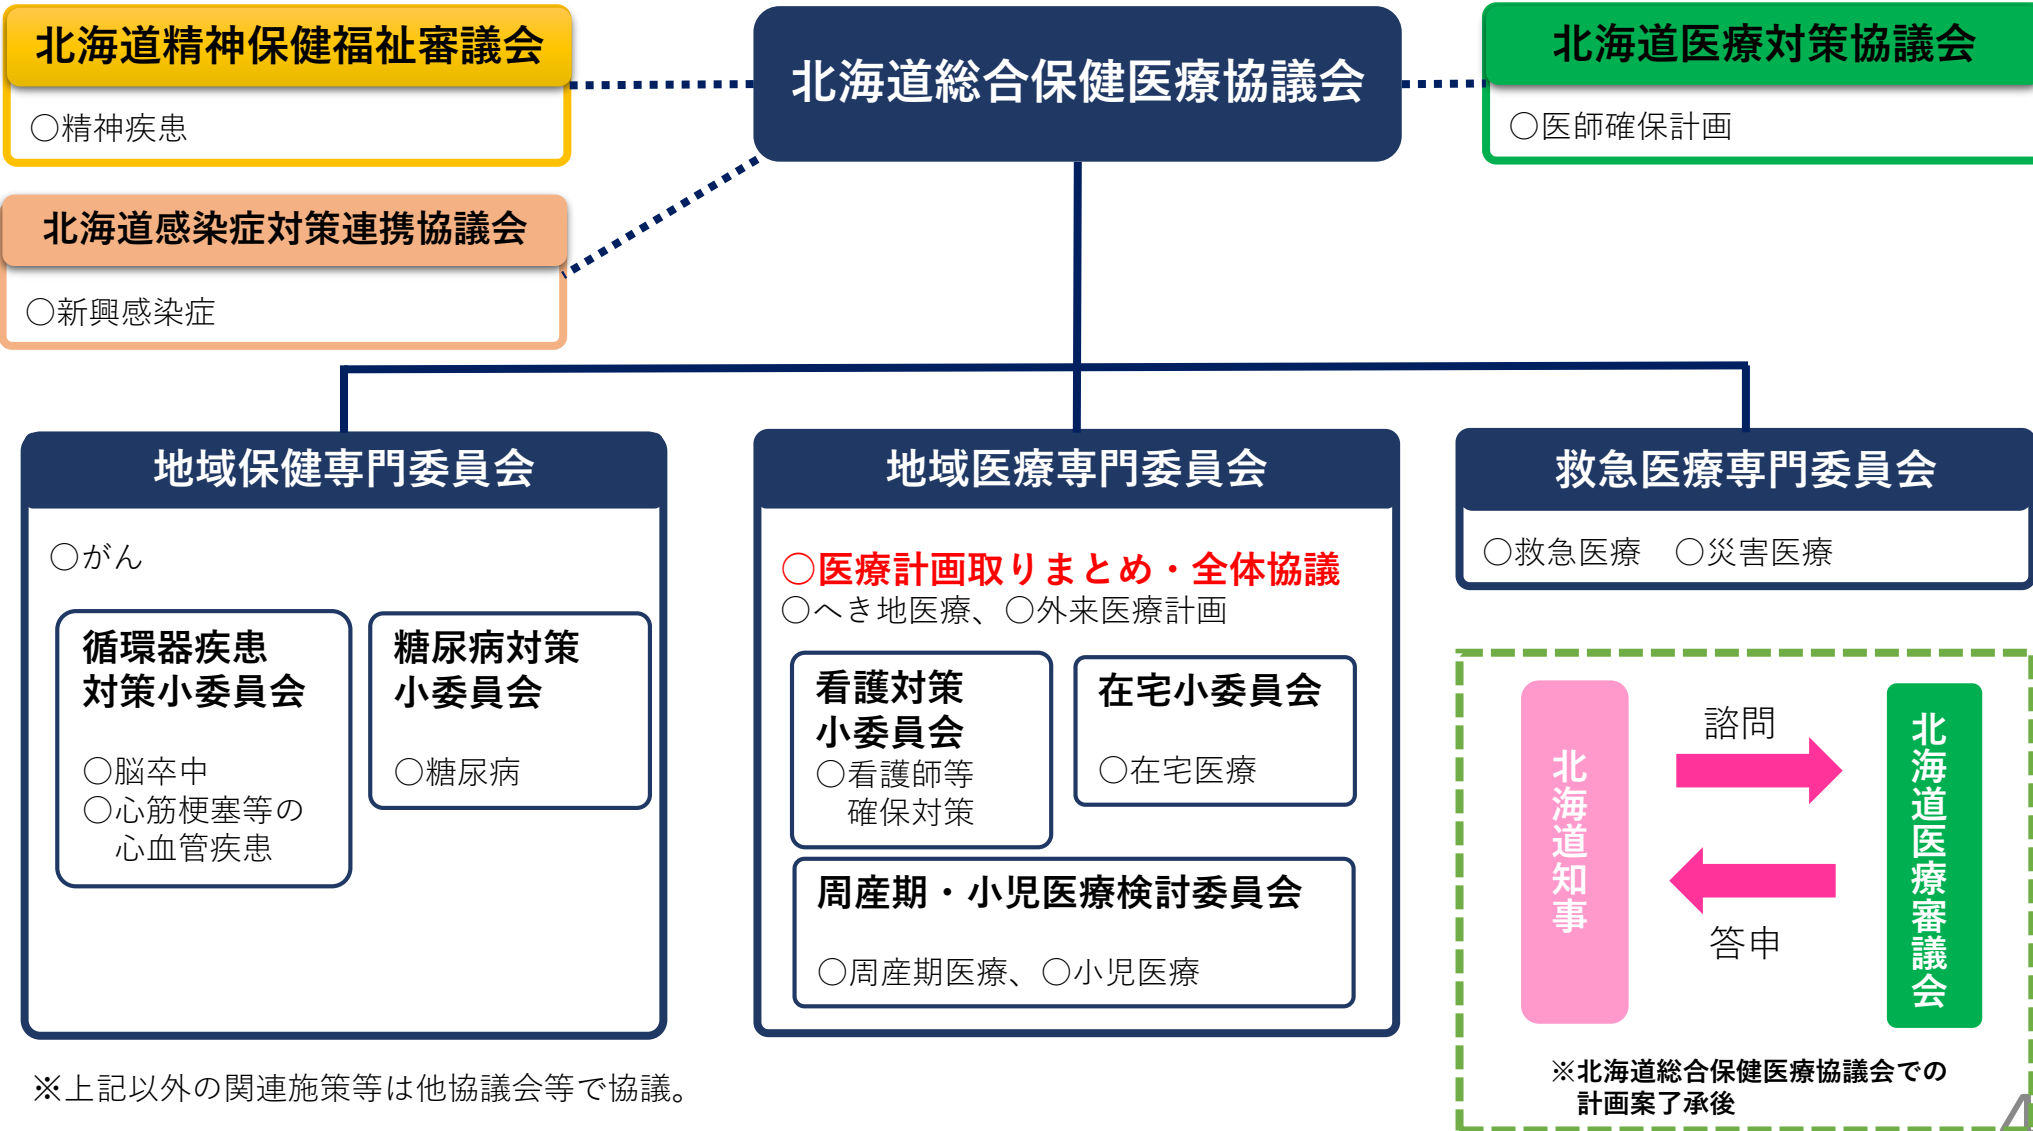 北海道精神保健福祉審議会
○精神疾患
北海道総合保健医療協議会
北海道医療対策協議会
○医師確保計画
北海道感染症対策連携協議会
○新興感染症
地域保健専門委員会
○がん
循環器疾患
対策小委員会
○脳卒中
○心筋梗塞等の
心血管疾患
糖尿病対策
小委員会
○糖尿病
地域医療専門委員会
○医療計画取りまとめ・全体協議
○へき地医療、○外来医療計画
看護対策
小委員会
○看護師等
確保対策
在宅小委員会
○在宅医療
周産期・小児医療検討委員会
○周産期医療、○小児医療
救急医療専門委員会
○救急医療　○災害医療
北海道知事
諮問
答申
北海道医療審議会
※北海道総合保健医療協議会での
計画案了承後
※上記以外の関連施策等は他協議会等で協議。
4